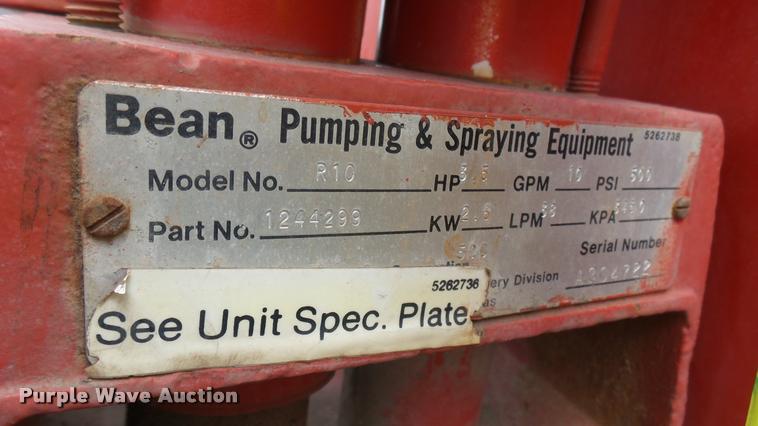 Bean® Pumping & Spraying Equipment 5262738
Model No. R10 HP 3.5 GPM 10 PSI 500
Part No. 1244299 KW 2.6 LPM 38 KPA
Serial Number
ery Division
5262736
See Unit Spec. Plate
Purple Wave Auction